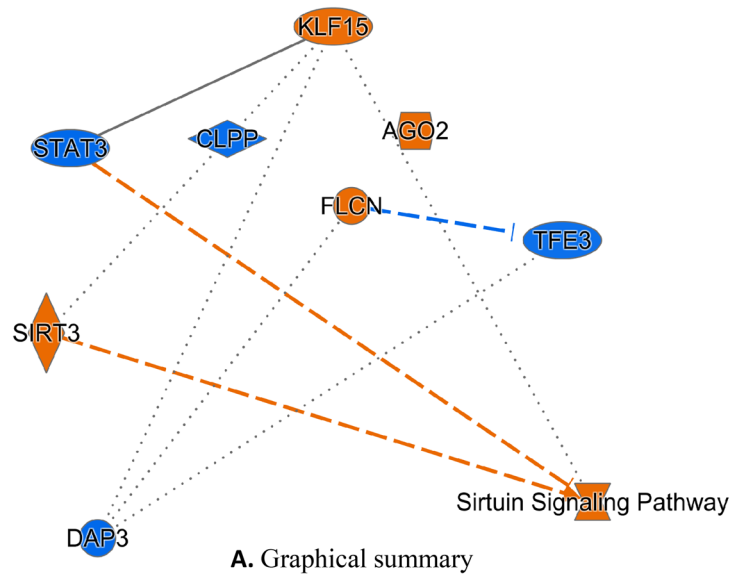 KLF15
STAT3
CLPP
AGO2
FLCN
TFE3
SIRT3
Sirtuin Signaling Pathway
DAP3
A. Graphical summary